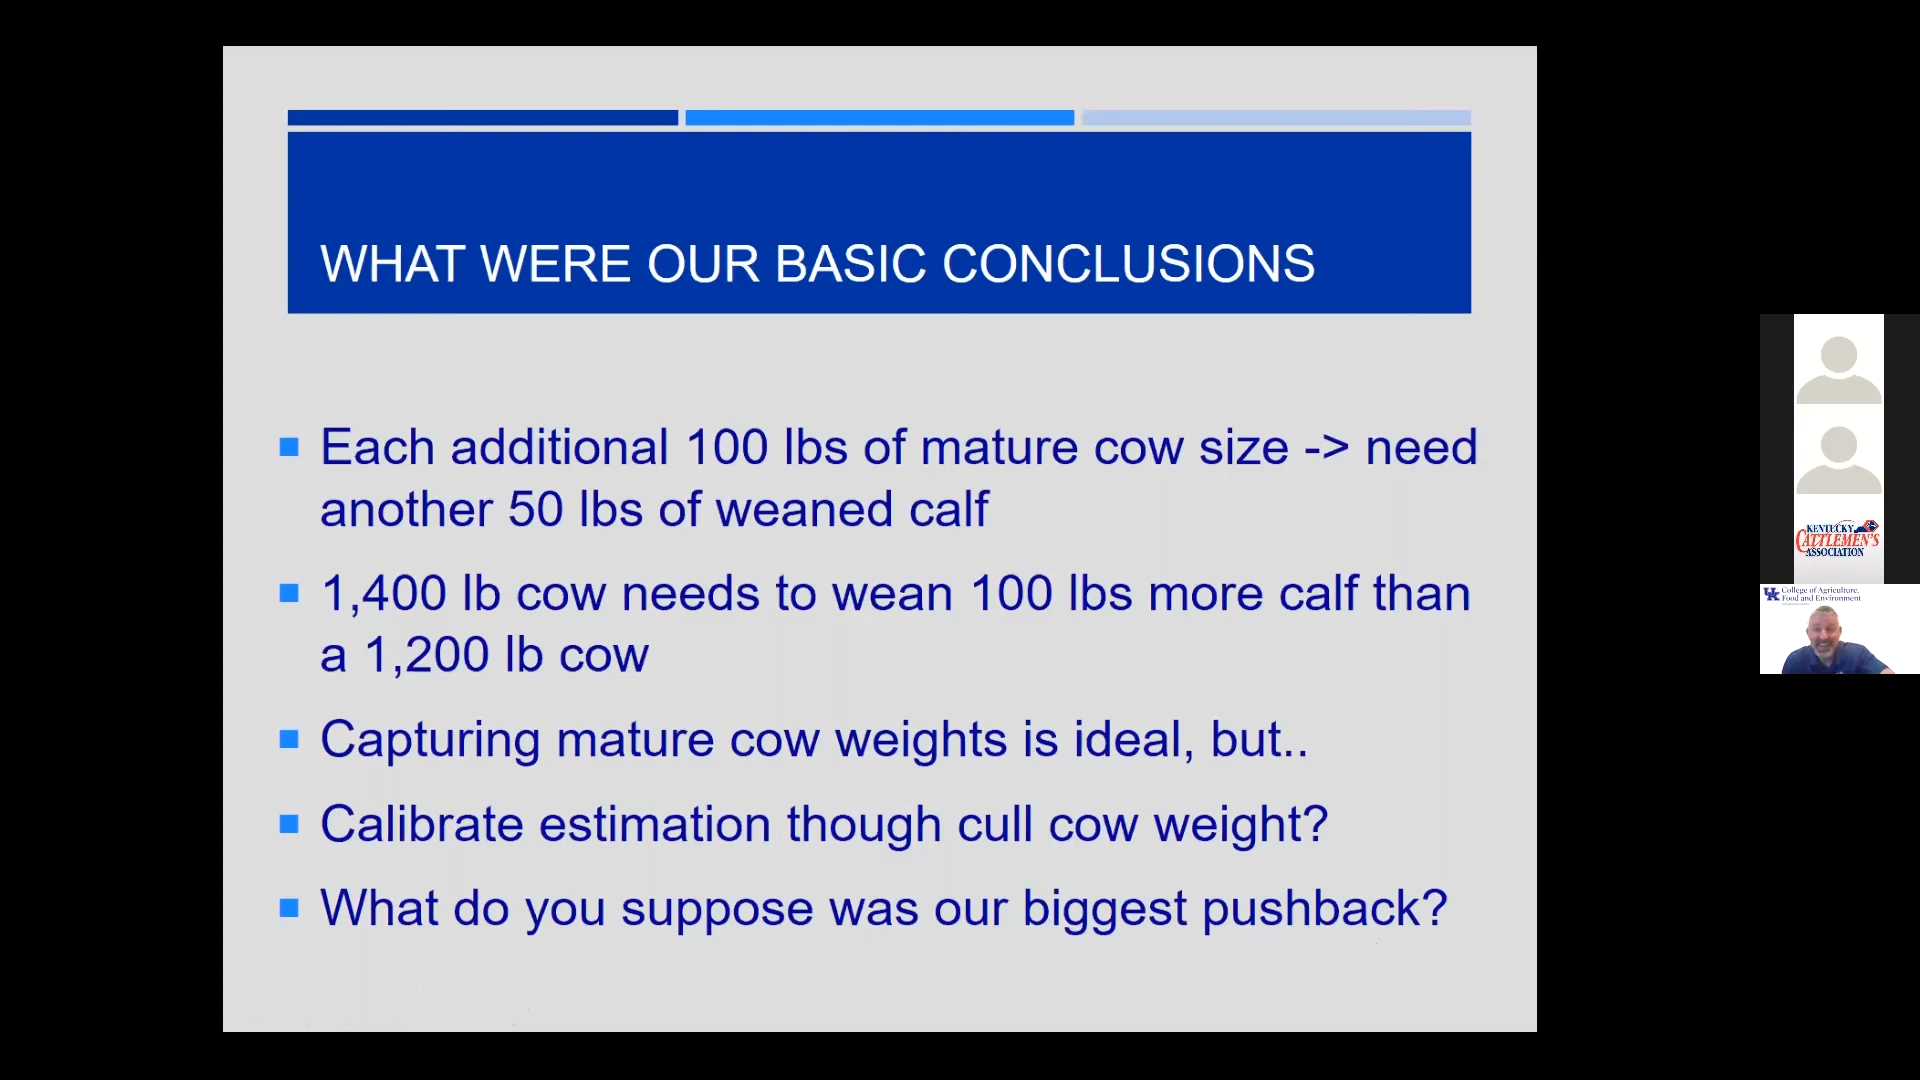 WHAT WERE OUR BASIC CONCLUSIONS
Each additional 100 lbs of mature cow size -> need
another 50 lbs of weaned calf
1,400 lb cow needs to wean 100 lbs more calf than
a 1,200 lb cow
Capturing mature cow weights is ideal, but..
Calibrate estimation though cull cow weight?
What do you suppose was our biggest pushback?
KENTUCKY
CATTLEMEN'S
ASSOCIATION
UK College of Agriculture,
Food and Environment